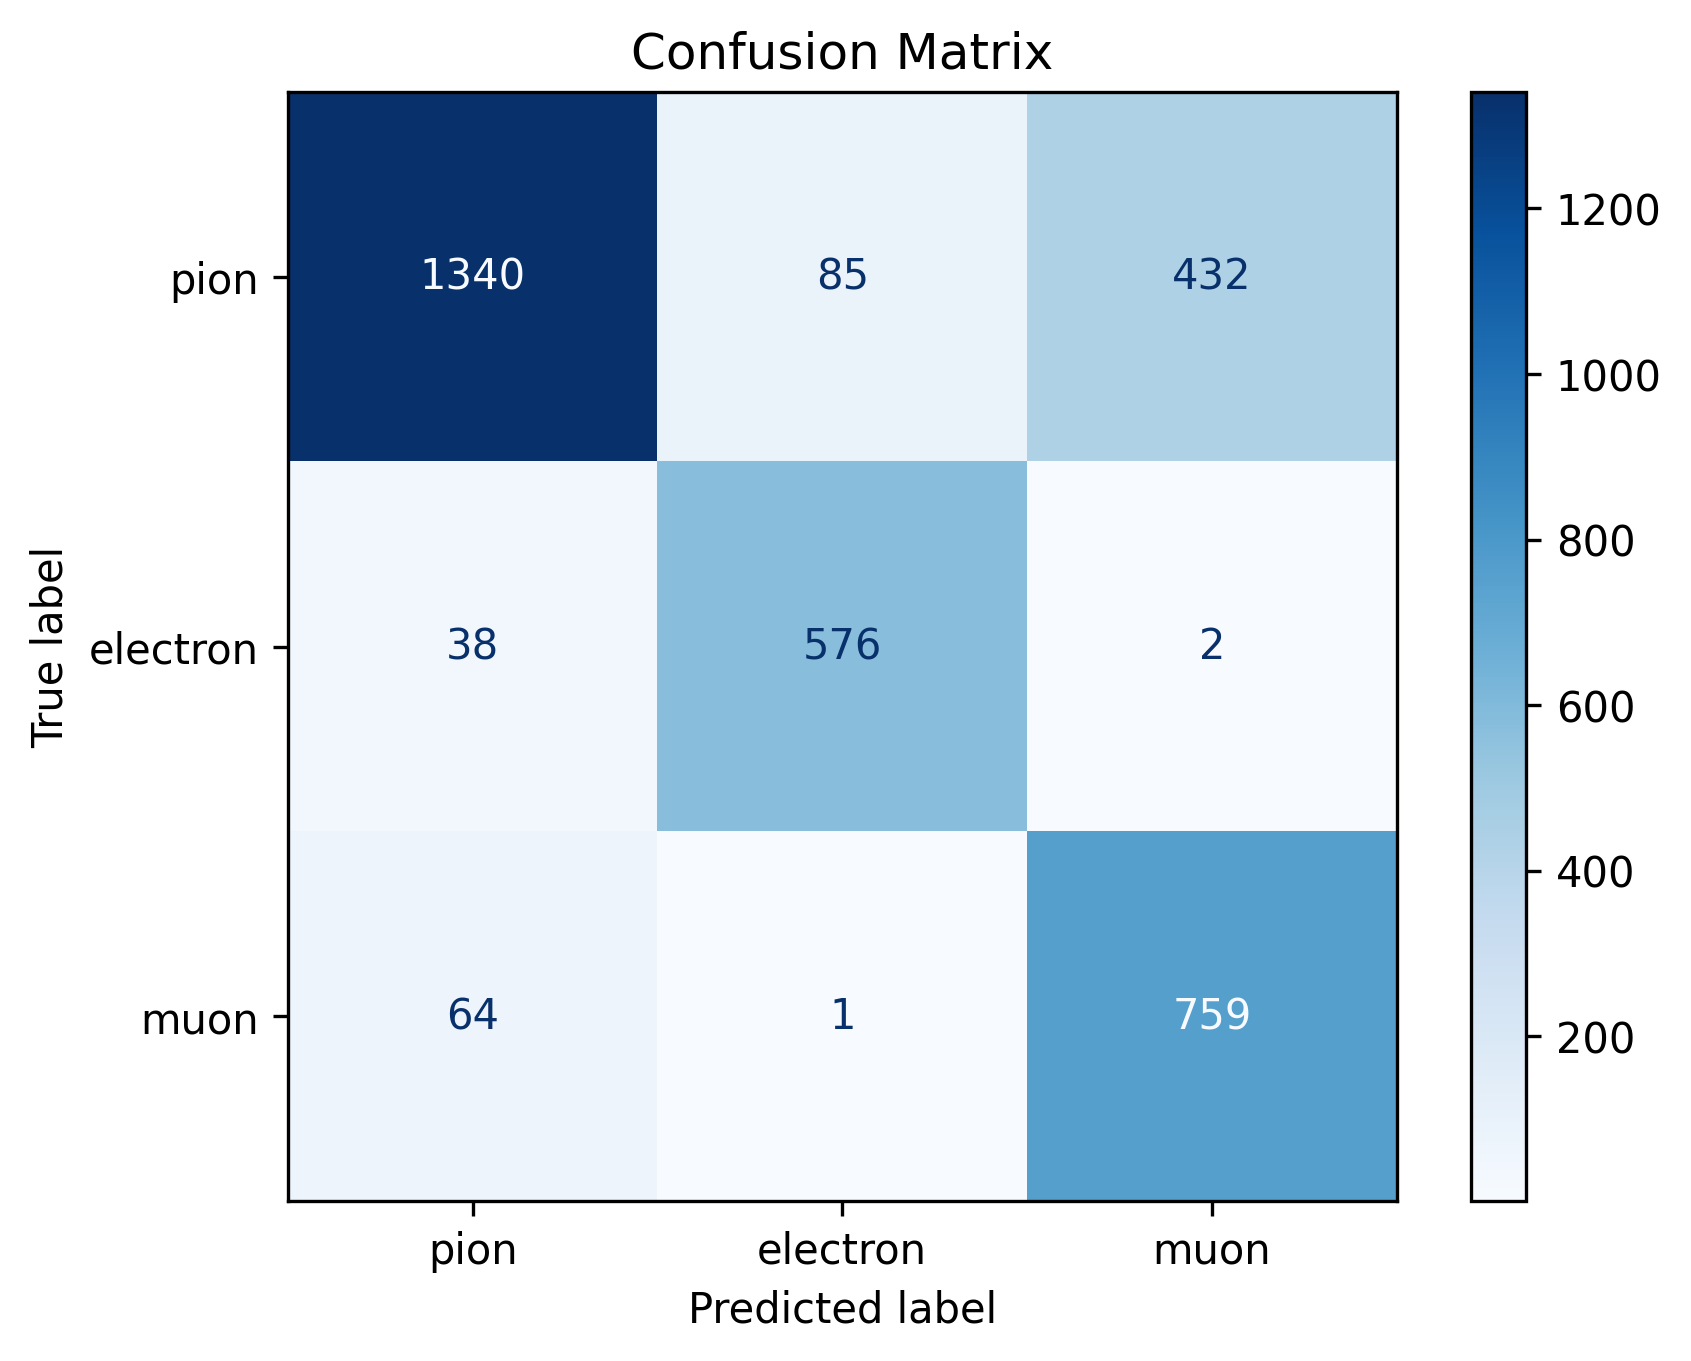 Confusion Matrix
True label
pion
1340
85
432
electron
38
576
2
muon
64
1
759
pion
electron
muon
Predicted label
1200
1000
800
600
400
200